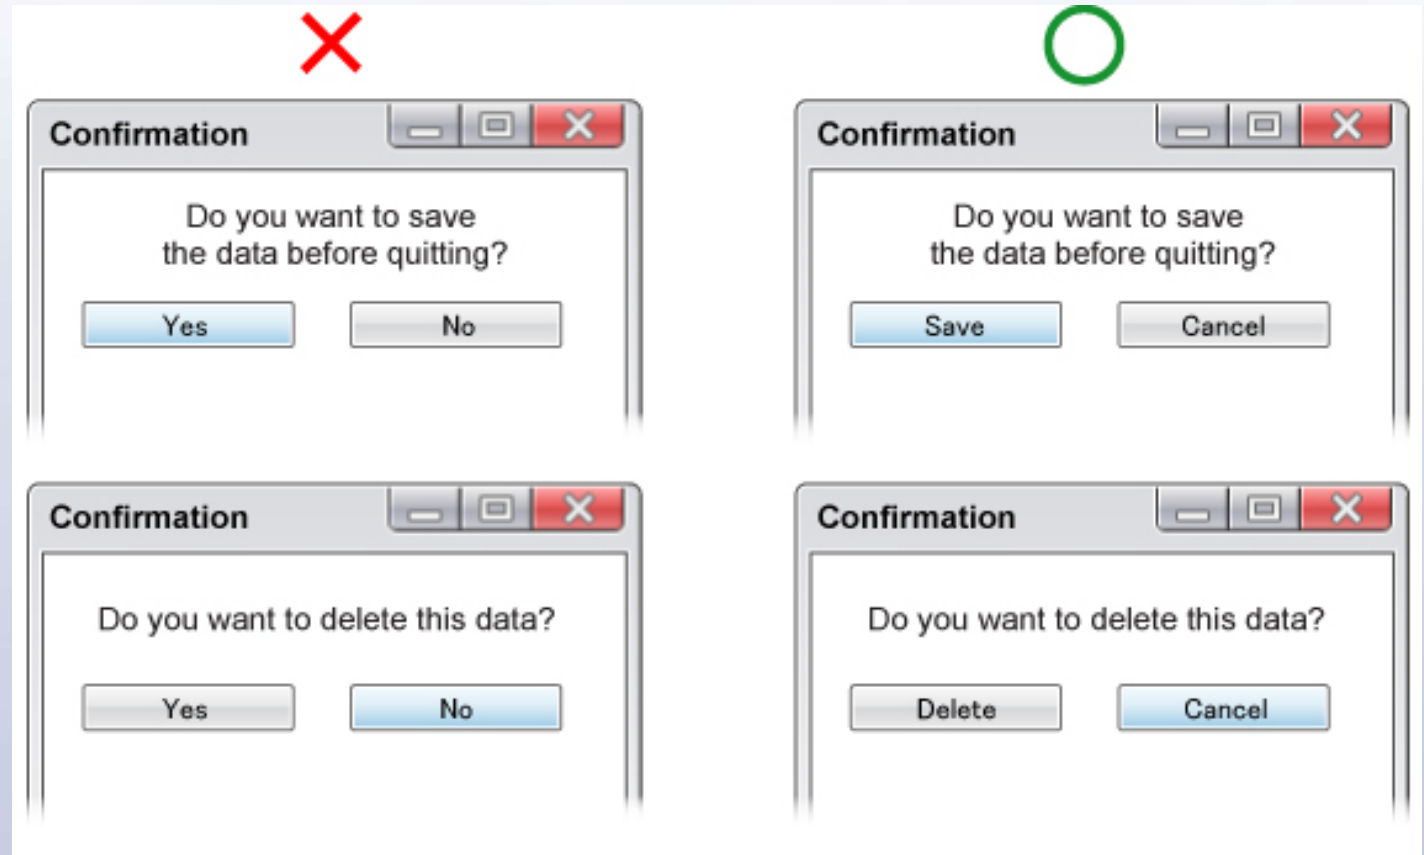 Confirmation
Do you want to save
the data before quitting?
Yes
No
Confirmation
Do you want to save
the data before quitting?
Save
Cancel
Confirmation
Do you want to delete this data?
Yes
No
Confirmation
Do you want to delete this data?
Delete
Cancel